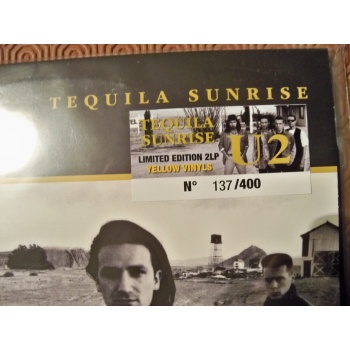 TEQUILA SUNRISE
TEQUILA
SUNRISE
U2
LIMITED EDITION 2LP
YELLOW VINYLS
N° 137/400